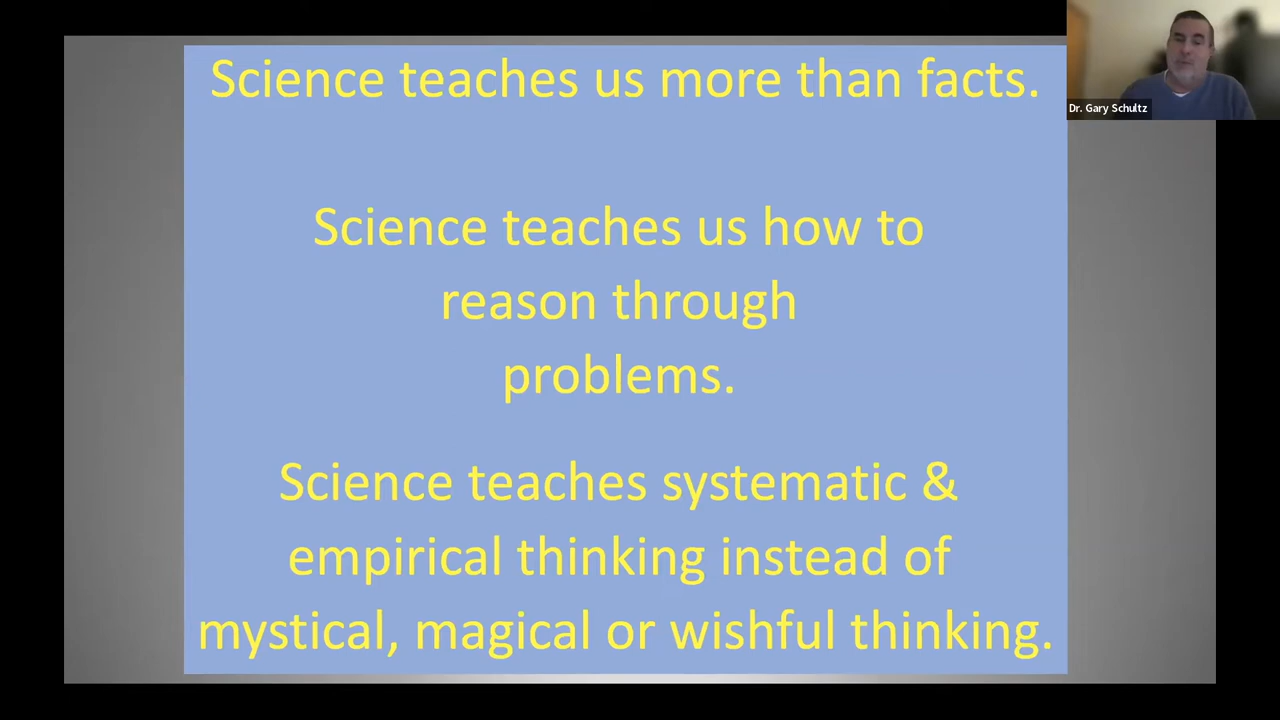 Science teaches us more than facts.
Dr. Gary Schultz
Science teaches us how to
reason through
problems.
Science teaches systematic &
empirical thinking instead of
mystical, magical or wishful thinking.